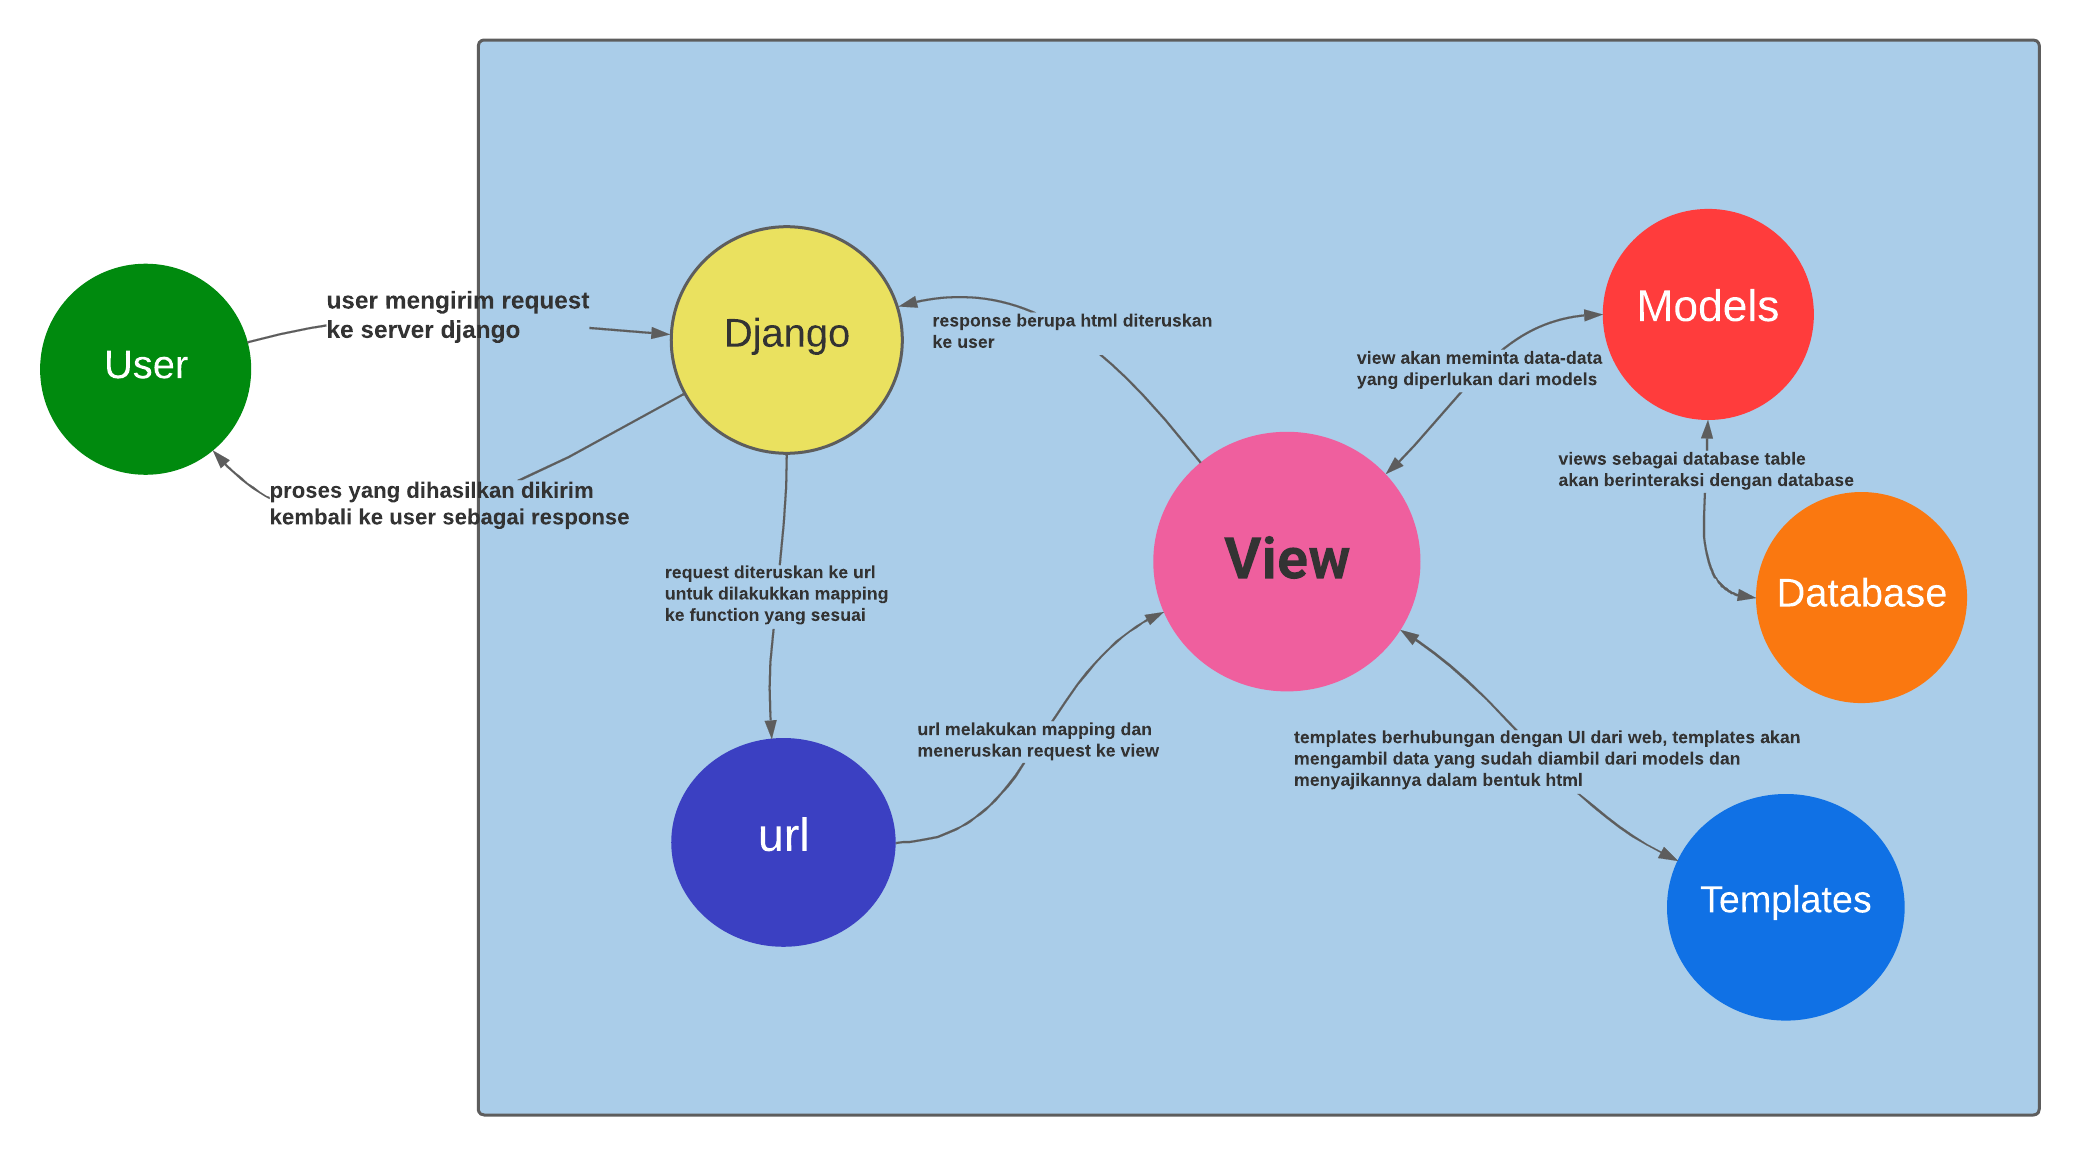 User
user mengirim request
ke server django
proses yang dihasilkan dikirim
kembali ke user sebagai response
Django
response berupa html diteruskan
ke user
request diteruskan ke url
untuk dilakukkan mapping
ke function yang sesuai
url
url melakukan mapping dan
meneruskan request ke view
View
view akan meminta data-data
yang diperlukan dari models
Models
views sebagai database table
akan berinteraksi dengan database
Database
templates berhubungan dengan UI dari web, templates akan
mengambil data yang sudah diambil dari models dan
menyajikannya dalam bentuk html
Templates